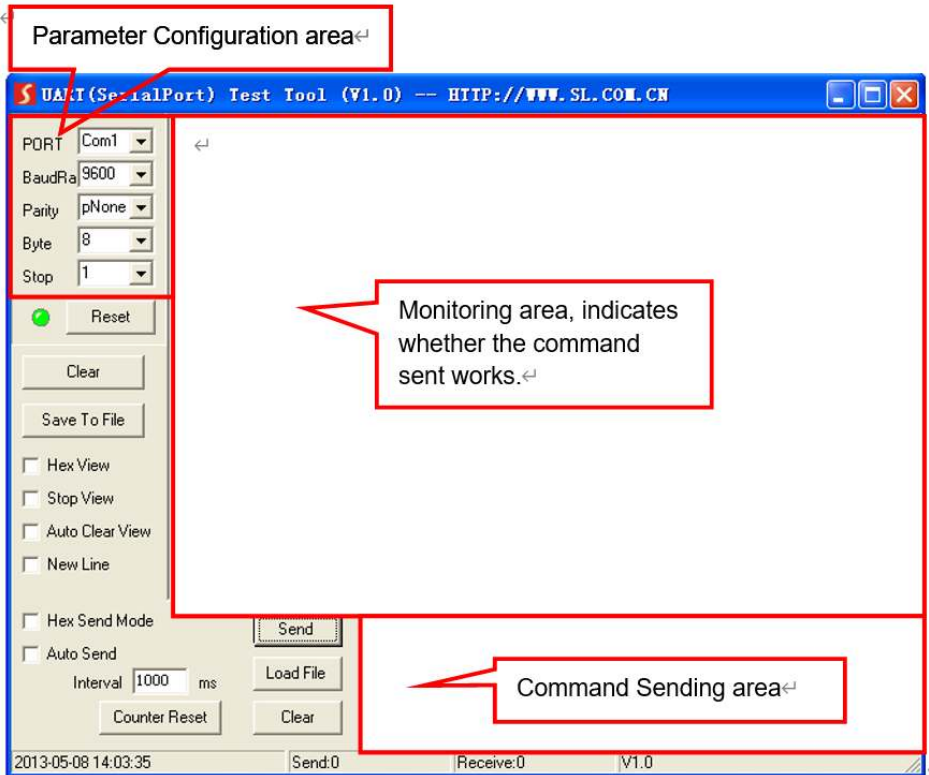 Parameter Configuration area
UART(SerialPort) Test Tool (V1.0) -- HTTP://WWW.SL.COM.CN
PORT Com1
BaudRa 9600
Parity pNone
Byte 8
Stop 1
Reset
Clear
Save To File
Hex View
Stop View
Auto Clear View
New Line
Monitoring area, indicates
whether the command
sent works.
Hex Send Mode
Send
Auto Send
Interval 1000 ms
Load File
Counter Reset
Clear
Command Sending area
2013-05-08 14:03:35 Send:0 Receive:0 V1.0